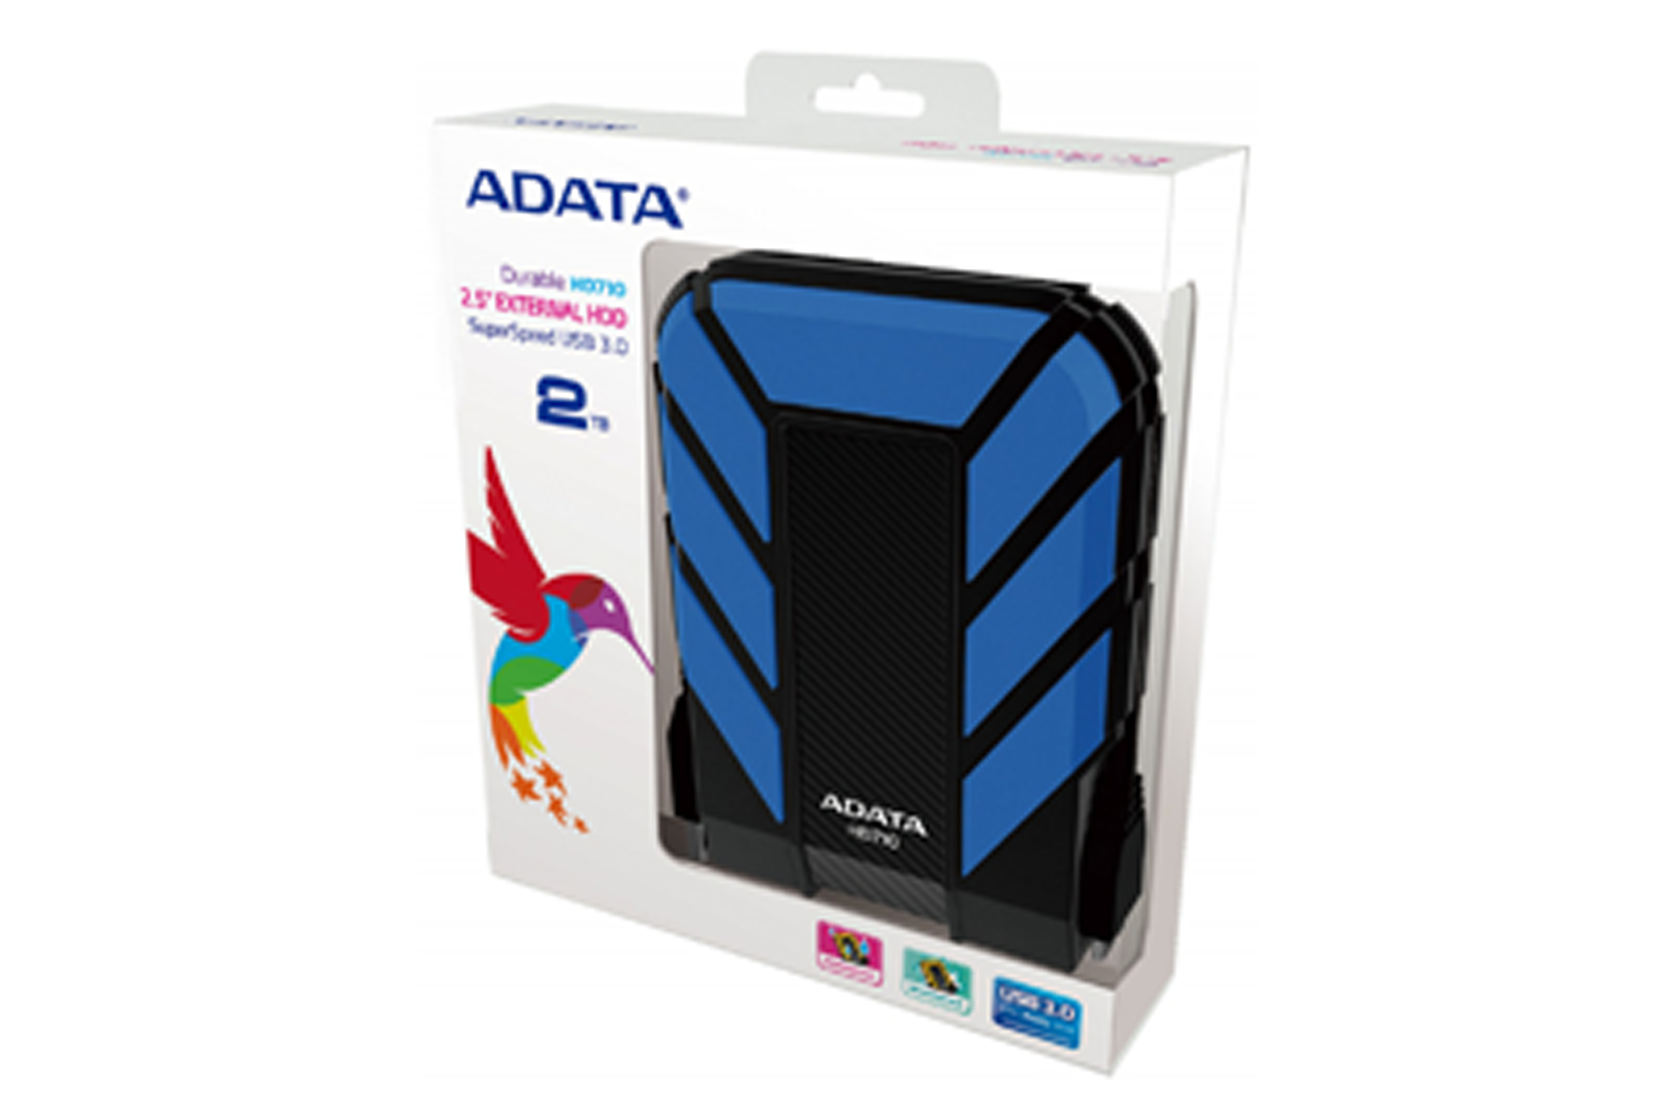 ADATA®
Durable HD710
2.5" EXTERNAL HDD
SuperSpeed USB 3.0
2TB
ADATA
HD710
USB 3.0